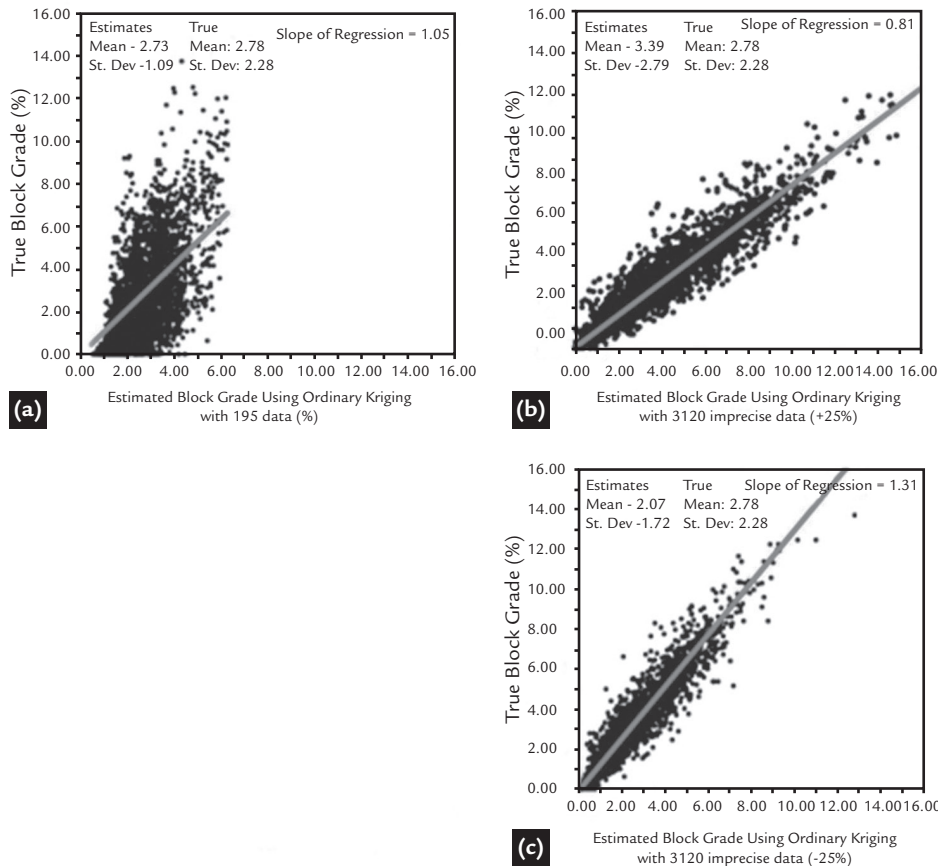 Estimates True Slope of Regression = 1.05
Mean - 2.73 Mean: 2.78
St. Dev -1.09 St. Dev: 2.28
16.00
14.00
12.00
10.00
8.00
6.00
4.00
2.00
0.00
True Block Grade (%)
0.00 2.00 4.00 6.00 8.00 10.00 12.00 14.00 16.00
Estimated Block Grade Using Ordinary Kriging
with 195 data (%)
(a)
Estimates True Slope of Regression = 0.81
Mean - 3.39 Mean: 2.78
St. Dev -2.79 St. Dev: 2.28
16.00
14.00
12.00
10.00
8.00
6.00
4.00
2.00
0.00
True Block Grade (%)
0.00 2.00 4.00 6.00 8.00 10.00 12.00 14.00 16.00
Estimated Block Grade Using Ordinary Kriging
with 3120 imprecise data (+25%)
(b)
Estimates True Slope of Regression = 1.31
Mean - 2.07 Mean: 2.78
St. Dev -1.72 St. Dev: 2.28
16.00
14.00
12.00
10.00
8.00
6.00
4.00
2.00
0.00
True Block Grade (%)
0.00 2.00 4.00 6.00 8.00 10.00 12.00 14.00 16.00
Estimated Block Grade Using Ordinary Kriging
with 3120 imprecise data (-25%)
(c)